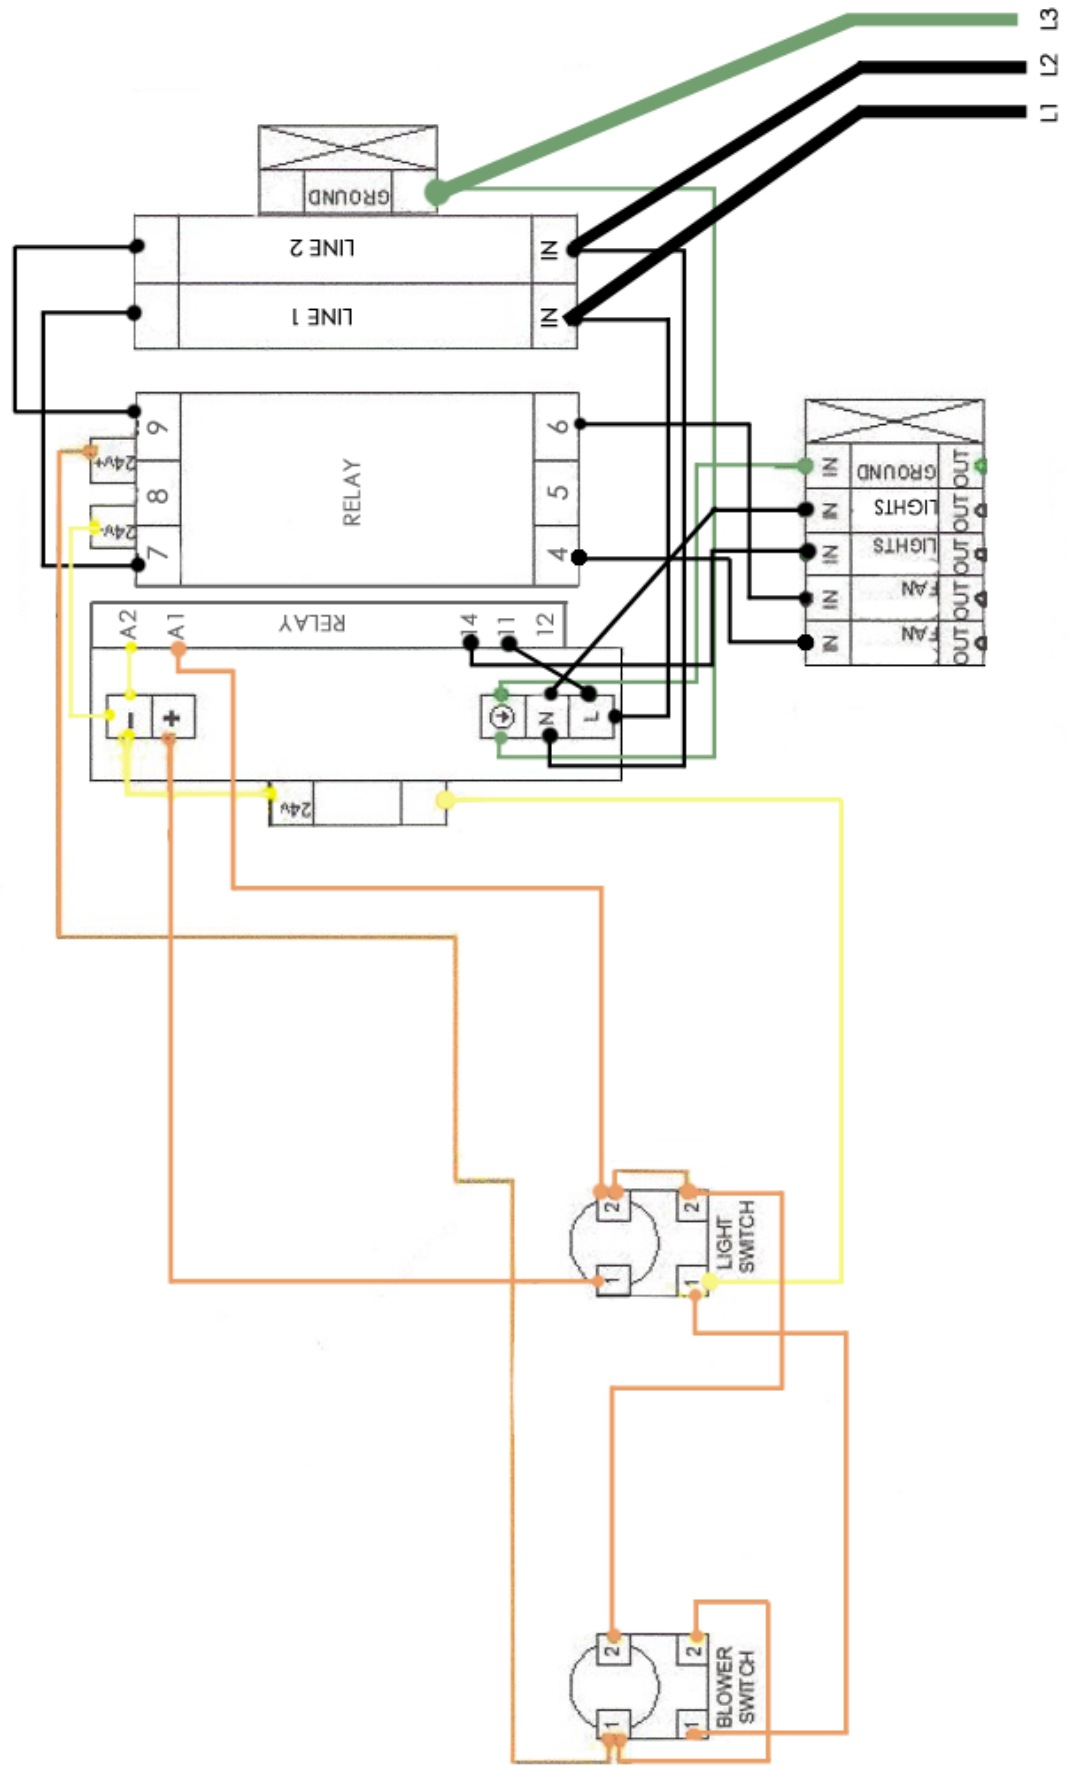 L3
L2
L1
GROUND
LINE 2
IN
LINE 1
IN
9
8
7
24v+
24v-
RELAY
6
5
4
IN
GROUND
OUT
IN
LIGHTS
OUT
IN
LIGHTS
OUT
IN
FAN
OUT
IN
FAN
OUT
A2
A1
RELAY
14
11
12
-
+
N
L
24v
2
2
1
1
LIGHT
SWITCH
2
2
1
1
BLOWER
SWITCH